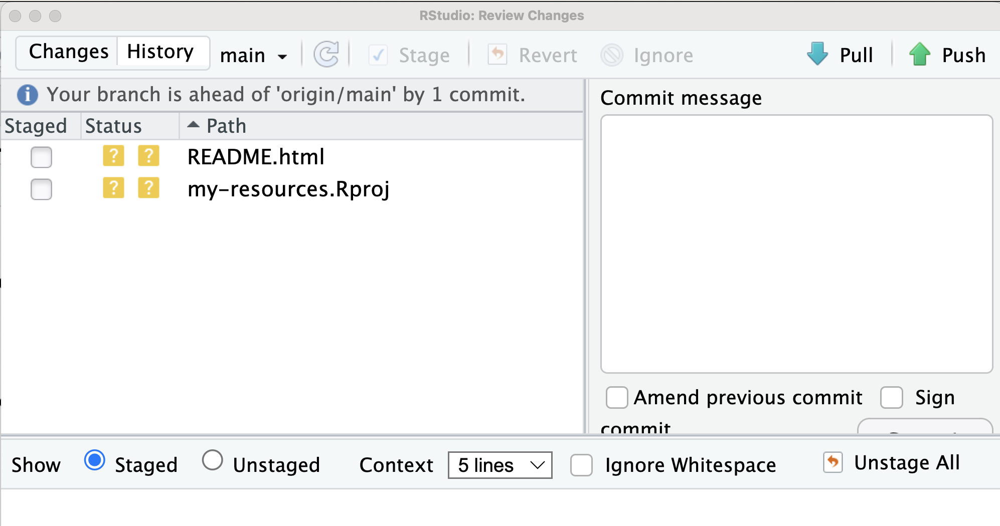 RStudio: Review Changes
Changes History main Stage Revert Ignore Pull Push
Your branch is ahead of 'origin/main' by 1 commit.
Commit message
Staged Status Path
? ? README.html
? ? my-resources.Rproj
Amend previous commit Sign
commit
Show Staged Unstaged Context 5 lines Ignore Whitespace Unstage All